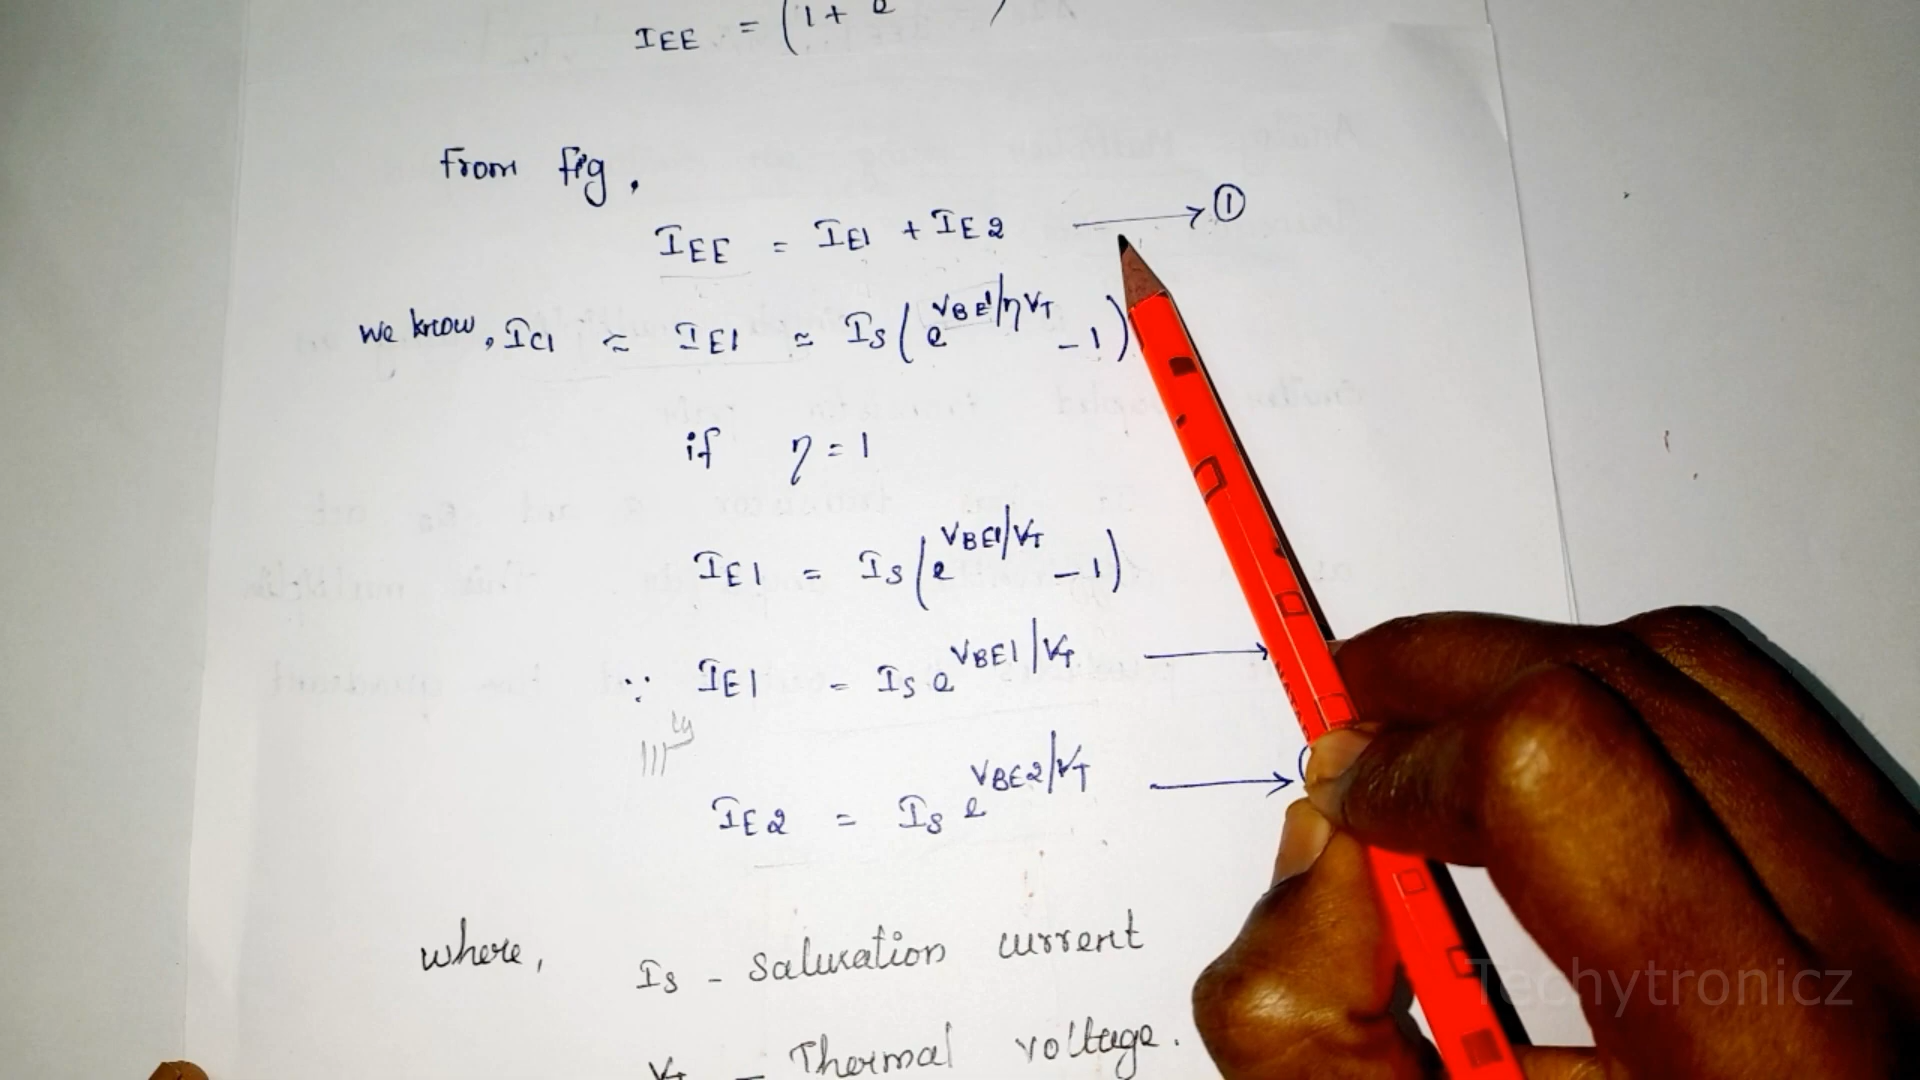 IEE = (1 + e )
From fig,
IEE = IE1 + IE2 → ①
we know, IC1 ≈ IE1 ≈ IS(e^VBE1/ηVT - 1)
if η = 1
IE1 = IS(e^VBE1/VT - 1)
∵ IE1 = IS e^VBE1/VT →
|||ly
IE2 = IS e^VBE2/VT →
where, IS - Saturation current
VT - Thermal voltage.
Techytronicz